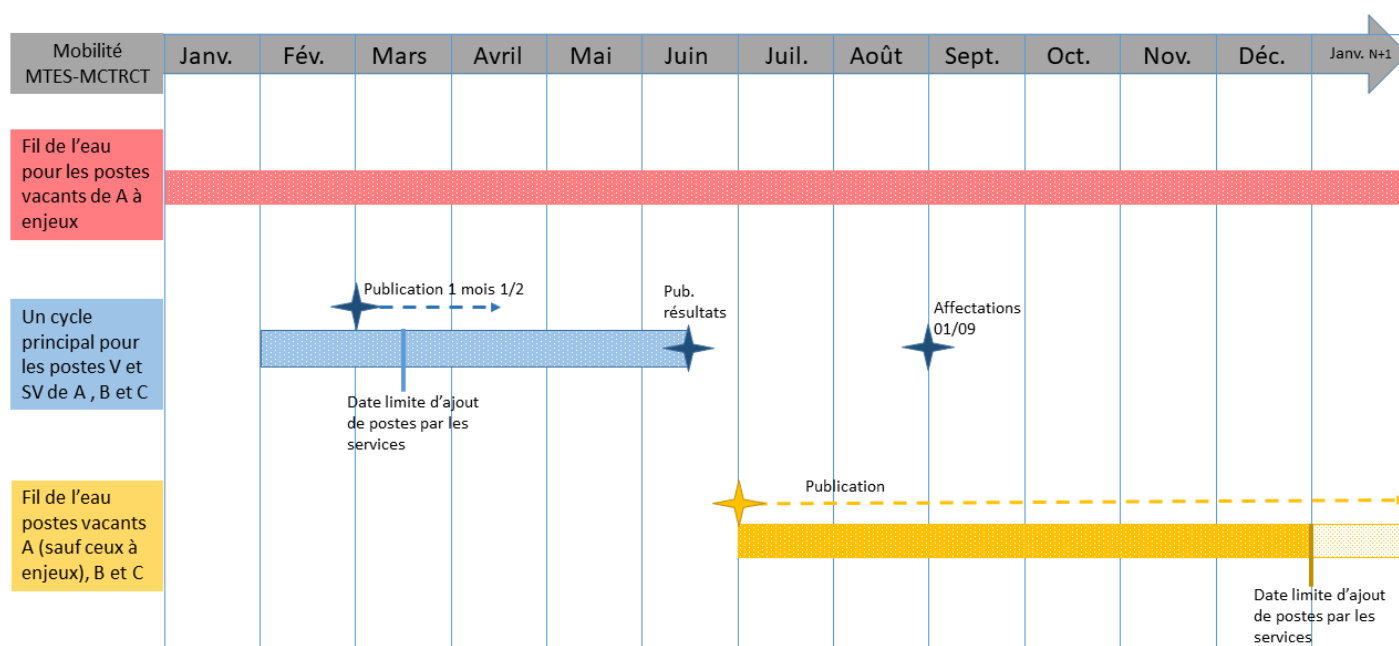 Mobilité
MTES-MCTRCT
Janv. Fév. Mars Avril Mai Juin Juil. Août Sept. Oct. Nov. Déc. Janv. N+1
Fil de l'eau
pour les postes
vacants de A à
enjeux
Un cycle
principal pour
les postes V et
SV de A , B et C
Publication 1 mois 1/2
Pub.
résultats
Affectations
01/09
Date limite d'ajout
de postes par les
services
Fil de l'eau
postes vacants
A (sauf ceux à
enjeux), B et C
Publication
Date limite d'ajout
de postes par les
services